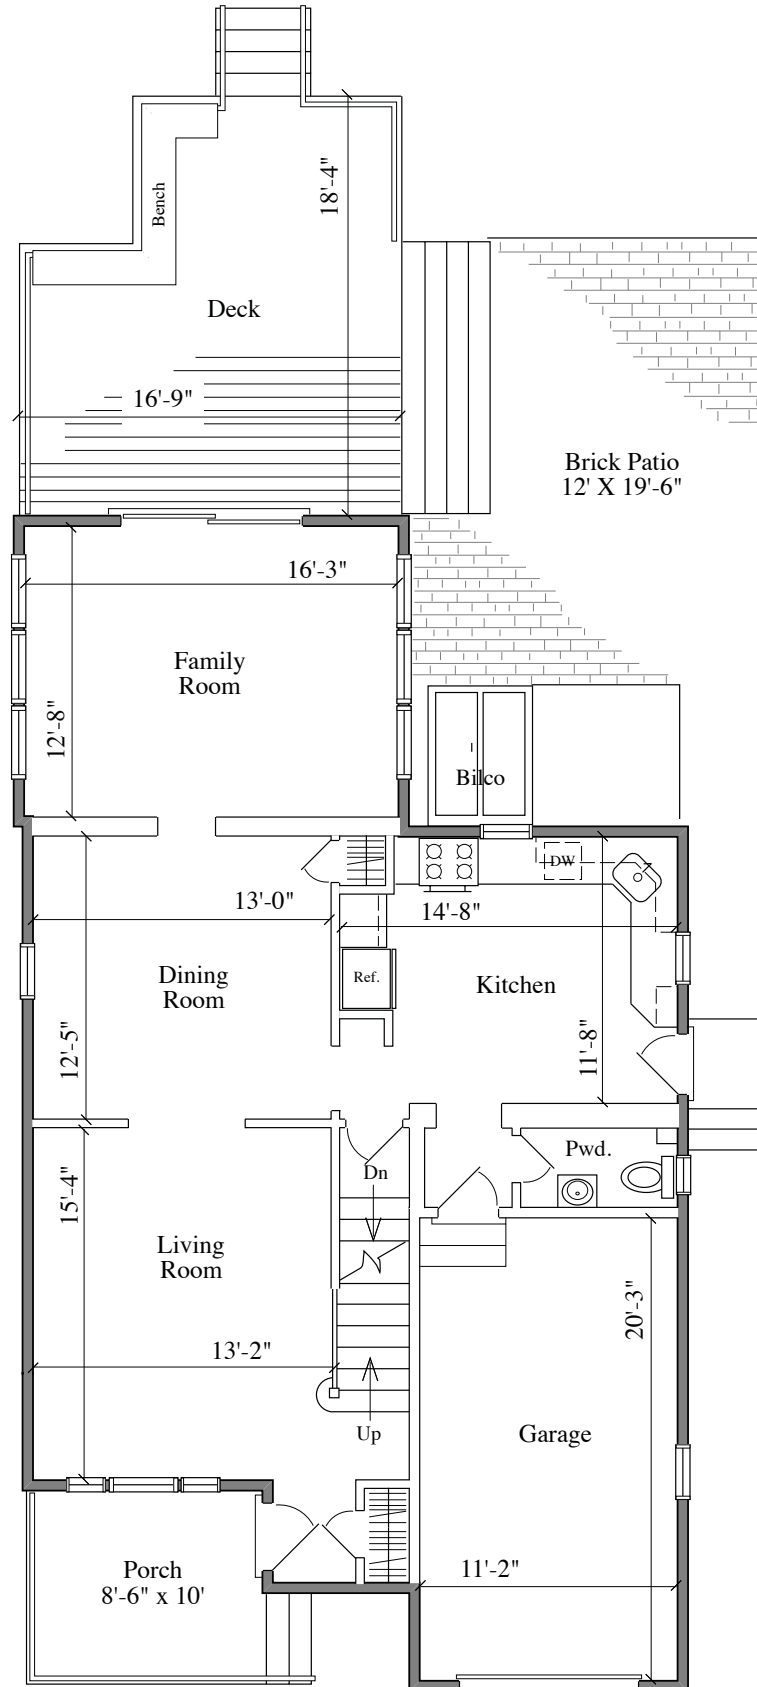 18'-4"
Bench
Deck
16'-9"
Brick Patio
12' X 19'-6"
16'-3"
Family
Room
12'-8"
Bilco
DW
13'-0"
14'-8"
Dining
Room
Ref.
Kitchen
12'-5"
11'-8"
Pwd.
Dn
15'-4"
Living
Room
20'-3"
13'-2"
Up
Garage
Porch
8'-6" x 10'
11'-2"